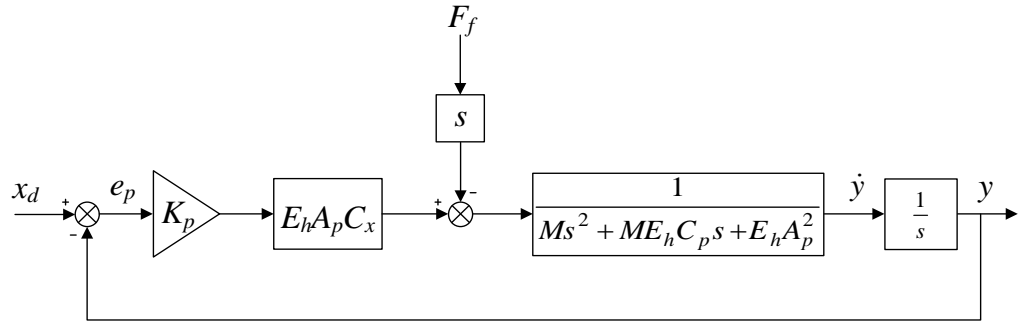 F_f
s
x_d
+
-
e_p
K_p
E_hA_pC_x
+
-
1
Ms^2 + ME_hC_ps + E_hA_p^2
ẏ
1
s
y